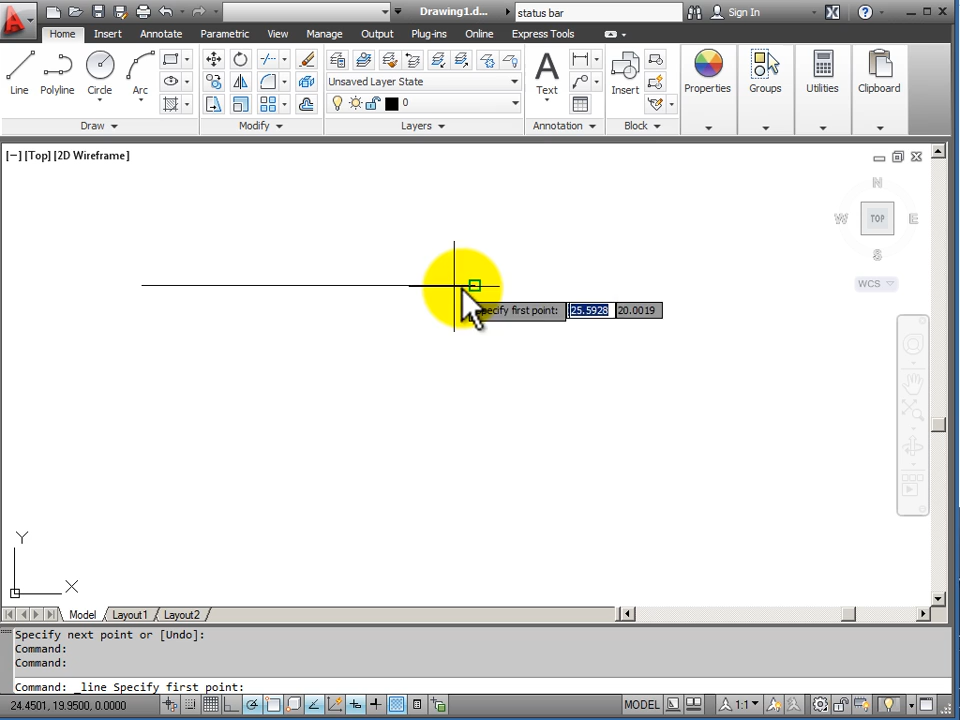 Drawing1.d... status bar Sign In
Home Insert Annotate Parametric View Manage Output Plug-ins Online Express Tools
Unsaved Layer State
Line Polyline Circle Arc Text Insert Properties Groups Utilities Clipboard
0
Draw Modify Layers Annotation Block
[−] [Top] [2D Wireframe]
N
W TOP E
S
WCS
ecify first point: 25.5928 20.0019
Y
X
Model Layout1 Layout2
Specify next point or [Undo]:
Command:
Command:
Command: _line Specify first point:
24.4501, 19.9500, 0.0000 MODEL 1:1